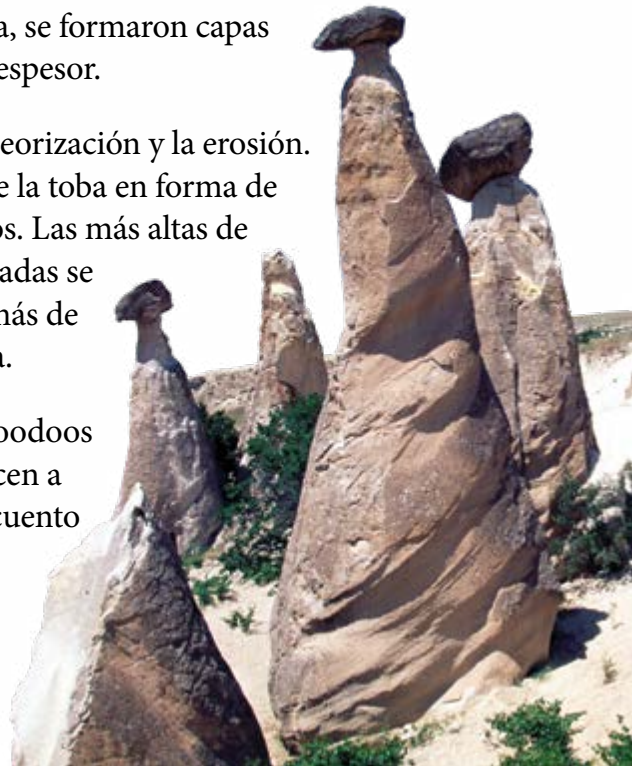 a, se formaron capas
espesor.
eorización y la erosión.
e la toba en forma de
os. Las más altas de
adas se
más de
a.
oodoos
cen a
cuento